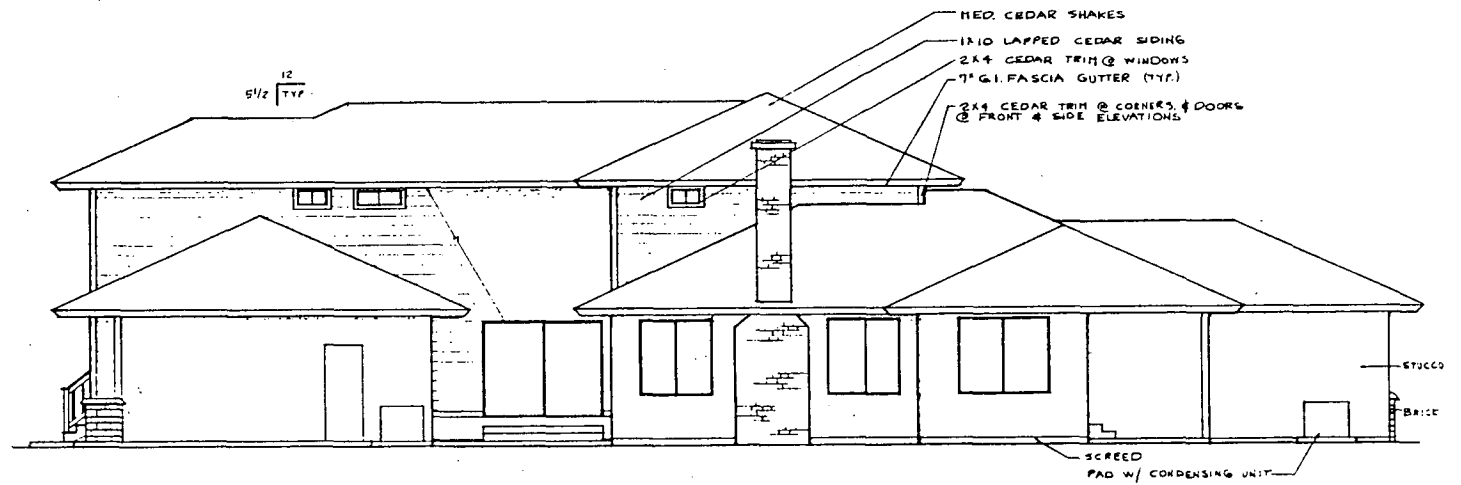 MED. CEDAR SHAKES
1X10 LAPPED CEDAR SIDING
2X4 CEDAR TRIM @ WINDOWS
7" G.I. FASCIA GUTTER (TYP.)
2X4 CEDAR TRIM @ CORNERS & DOORS
@ FRONT & SIDE ELEVATIONS
12
5 1/2 TYP.
STUCCO
BRICK
SCREED
PAD W/ CONDENSING UNIT